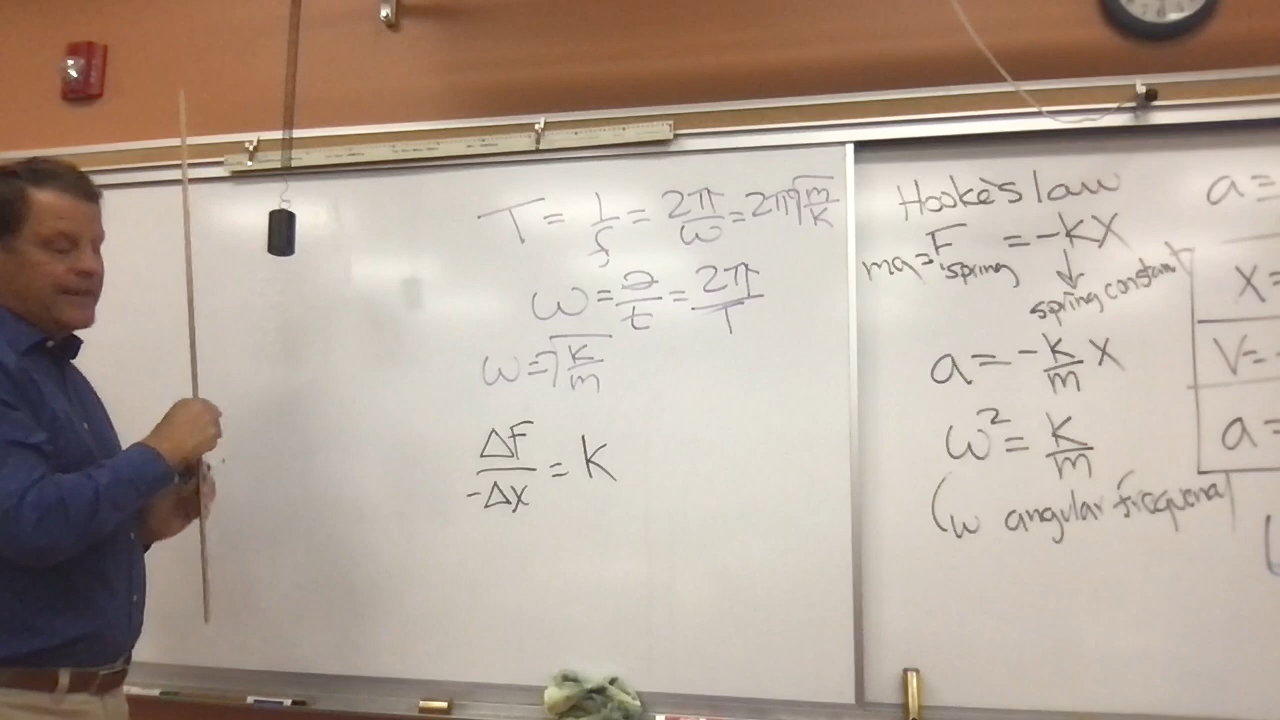 T = 1/f = 2π/ω = 2π√m/k
ω = ∂/t = 2π/T
ω = √k/m
ΔF/-Δx = k
Hooke's law
ma = F spring = -kx
spring constant
a = -k/m x
ω² = k/m
(ω angular frequency
a =
x =
v =
a =